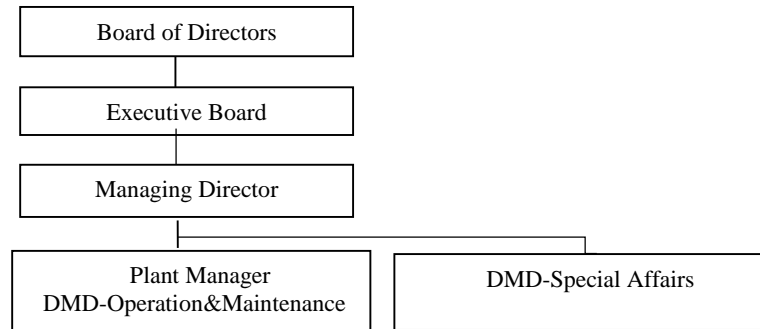 Board of Directors
Executive Board
Managing Director
Plant Manager
DMD-Operation&Maintenance
DMD-Special Affairs